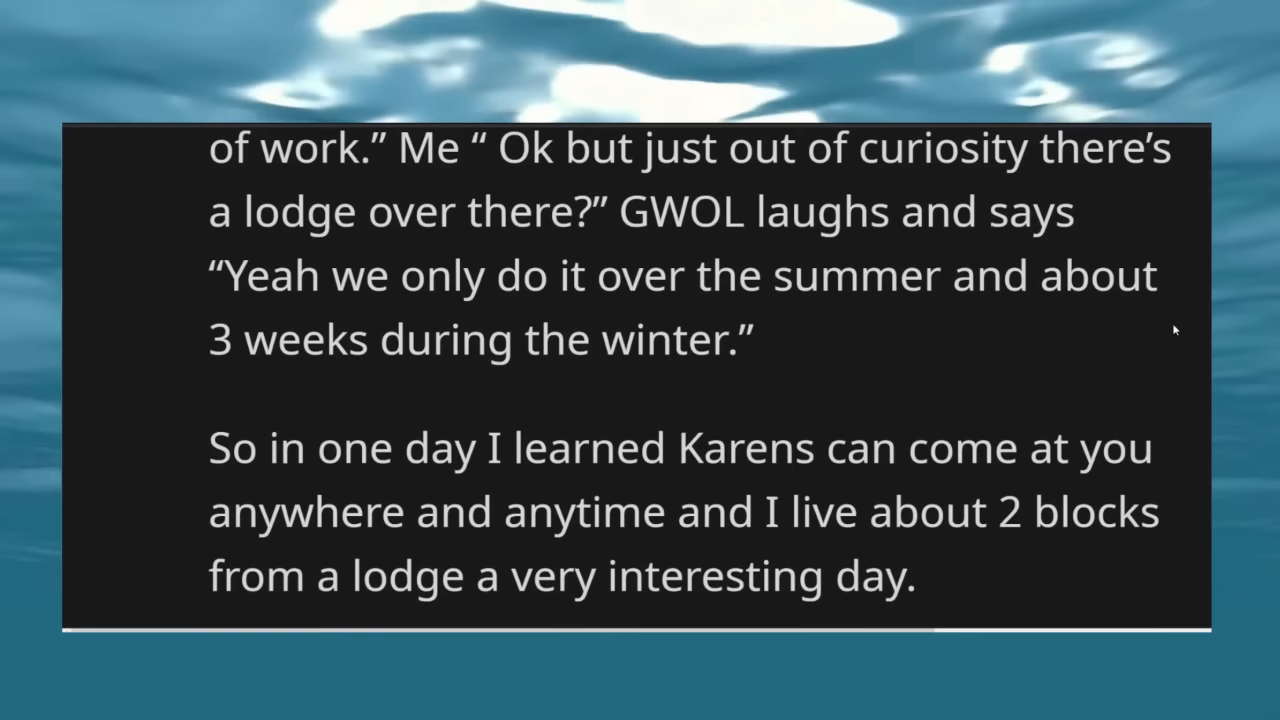 of work.” Me “ Ok but just out of curiosity there’s
a lodge over there?” GWOL laughs and says
“Yeah we only do it over the summer and about
3 weeks during the winter.”
So in one day I learned Karens can come at you
anywhere and anytime and I live about 2 blocks
from a lodge a very interesting day.